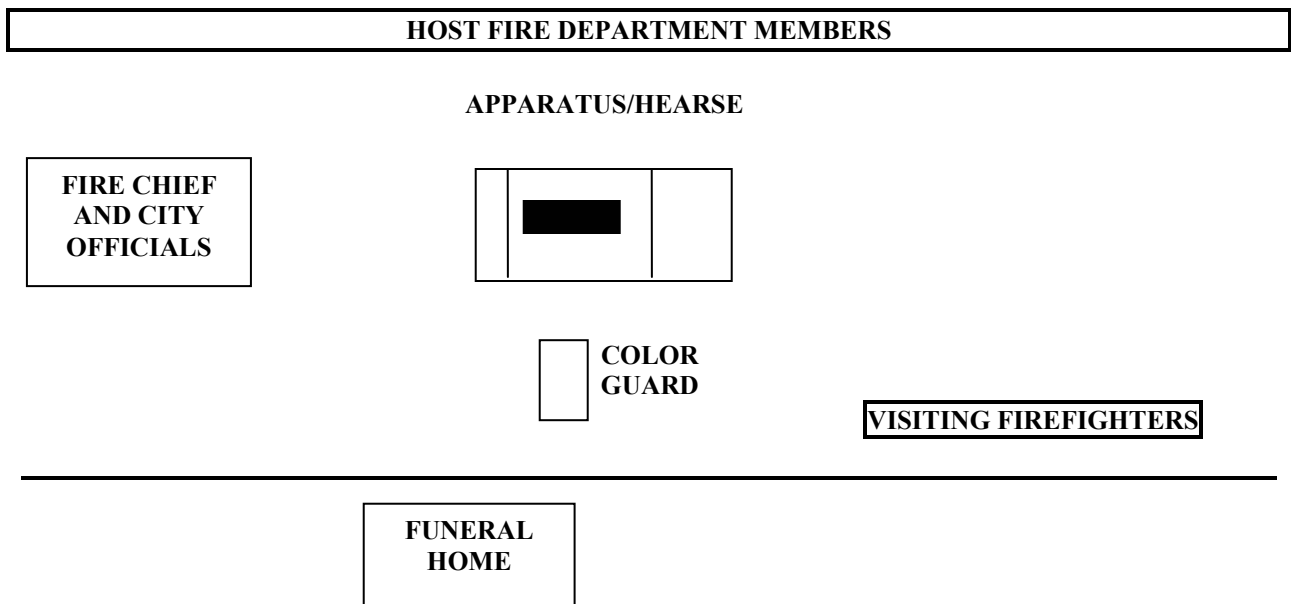 HOST FIRE DEPARTMENT MEMBERS
APPARATUS/HEARSE
FIRE CHIEF
AND CITY
OFFICIALS
COLOR
GUARD
VISITING FIREFIGHTERS
FUNERAL
HOME